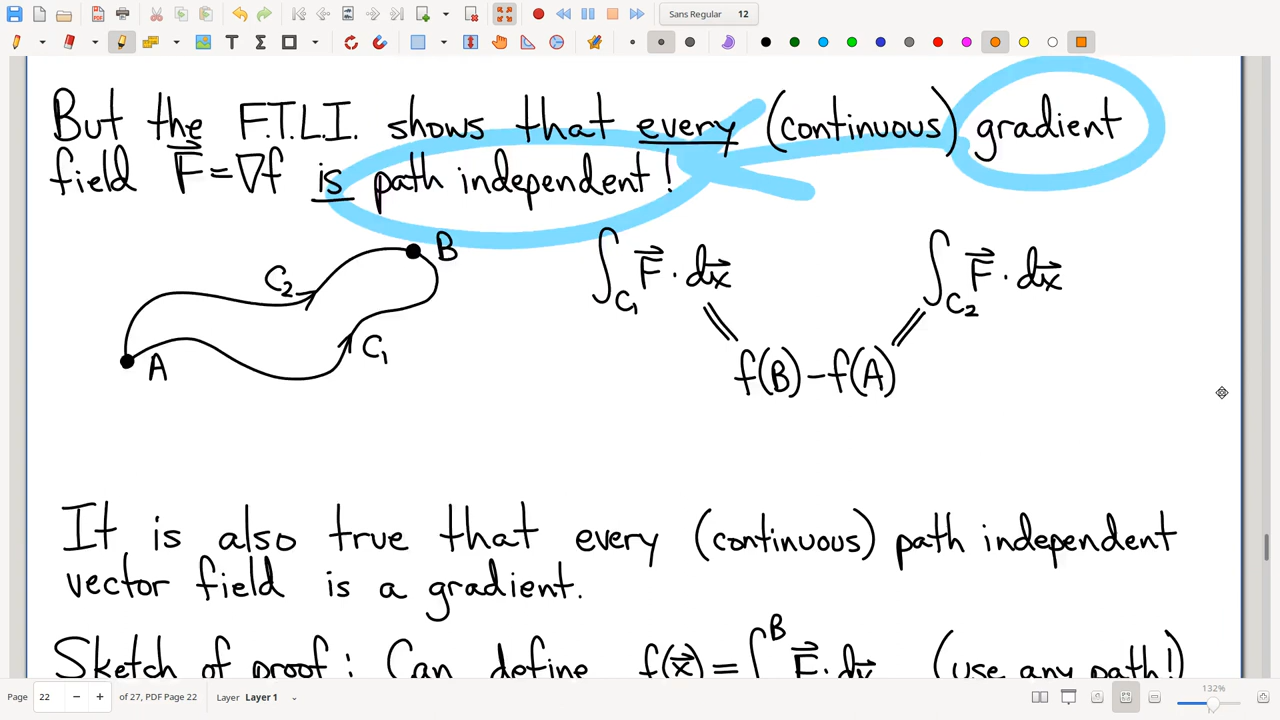 Sans Regular 12
But the F.T.L.I. shows that every (continuous) gradient
field F⃗ = ∇f is path independent!
B
C₂
A
C₁
∫_C₁ F⃗ · dx⃗
∫_C₂ F⃗ · dx⃗
f(B) − f(A)
It is also true that every (continuous) path independent
vector field is a gradient.
Sketch of proof: Can define f(x⃗) = ∫^B F⃗ · dx⃗ (use any path!)
Page 22 of 27, PDF Page 22 Layer Layer 1 132%